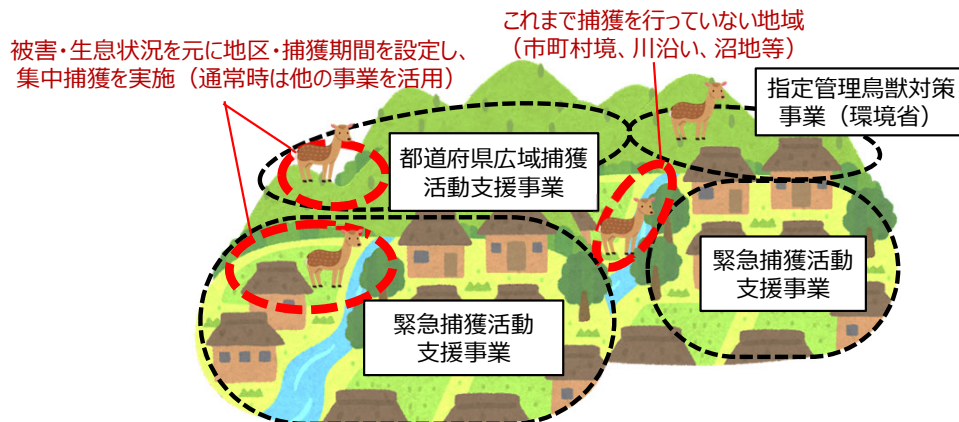 被害・生息状況を元に地区・捕獲期間を設定し、
集中捕獲を実施（通常時は他の事業を活用）
これまで捕獲を行っていない地域
（市町村境、川沿い、沼地等）
指定管理鳥獣対策
事業（環境省）
都道府県広域捕獲
活動支援事業
緊急捕獲活動
支援事業
緊急捕獲活動
支援事業